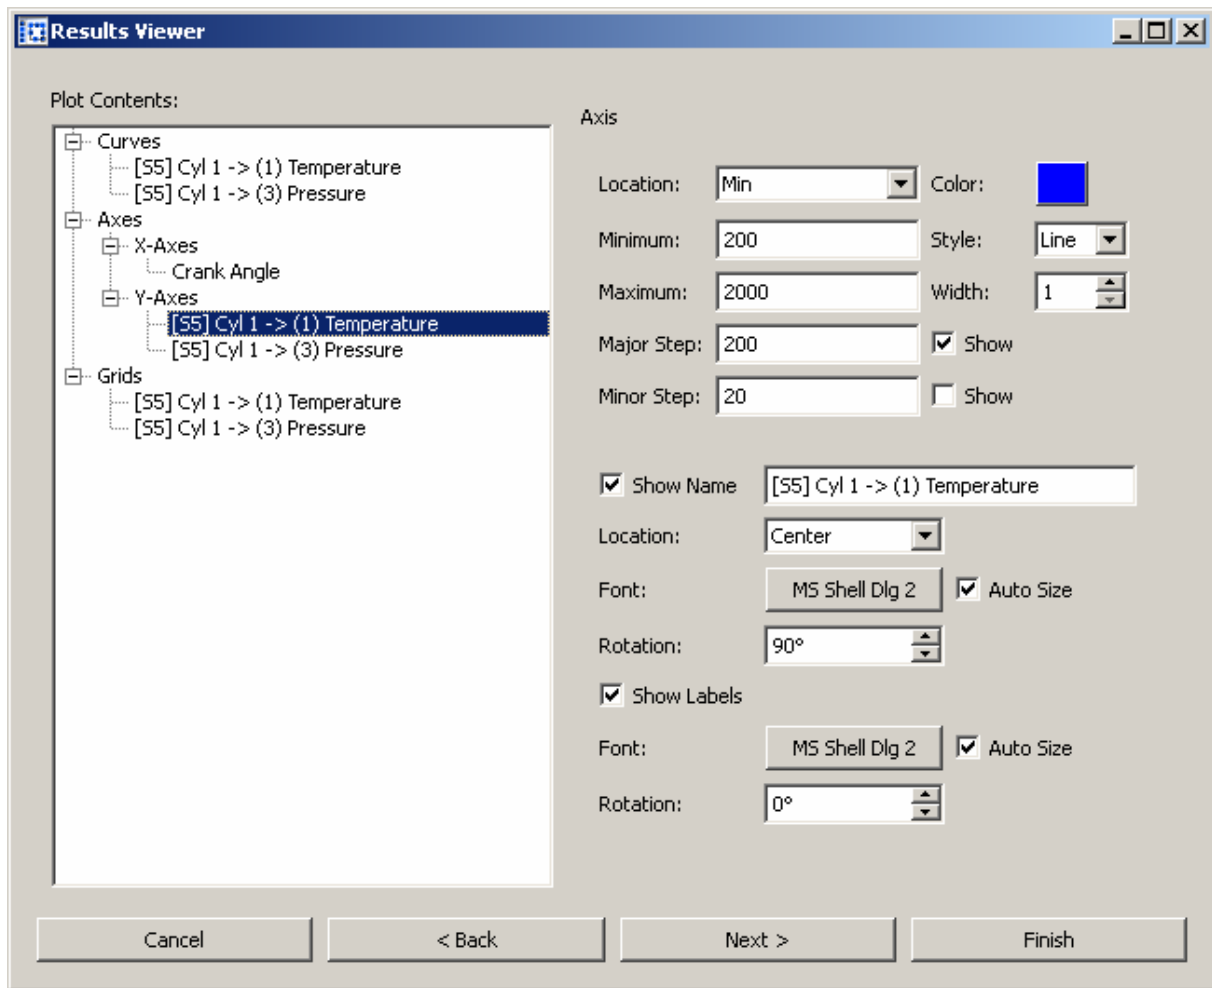 Results Viewer
Plot Contents:
Curves
[S5] Cyl 1 -> (1) Temperature
[S5] Cyl 1 -> (3) Pressure
Axes
X-Axes
Crank Angle
Y-Axes
[S5] Cyl 1 -> (1) Temperature
[S5] Cyl 1 -> (3) Pressure
Grids
[S5] Cyl 1 -> (1) Temperature
[S5] Cyl 1 -> (3) Pressure
Axis
Location: Min Color:
Minimum: 200 Style: Line
Maximum: 2000 Width: 1
Major Step: 200 Show
Minor Step: 20 Show
Show Name [S5] Cyl 1 -> (1) Temperature
Location: Center
Font: MS Shell Dlg 2 Auto Size
Rotation: 90°
Show Labels
Font: MS Shell Dlg 2 Auto Size
Rotation: 0°
Cancel < Back Next > Finish